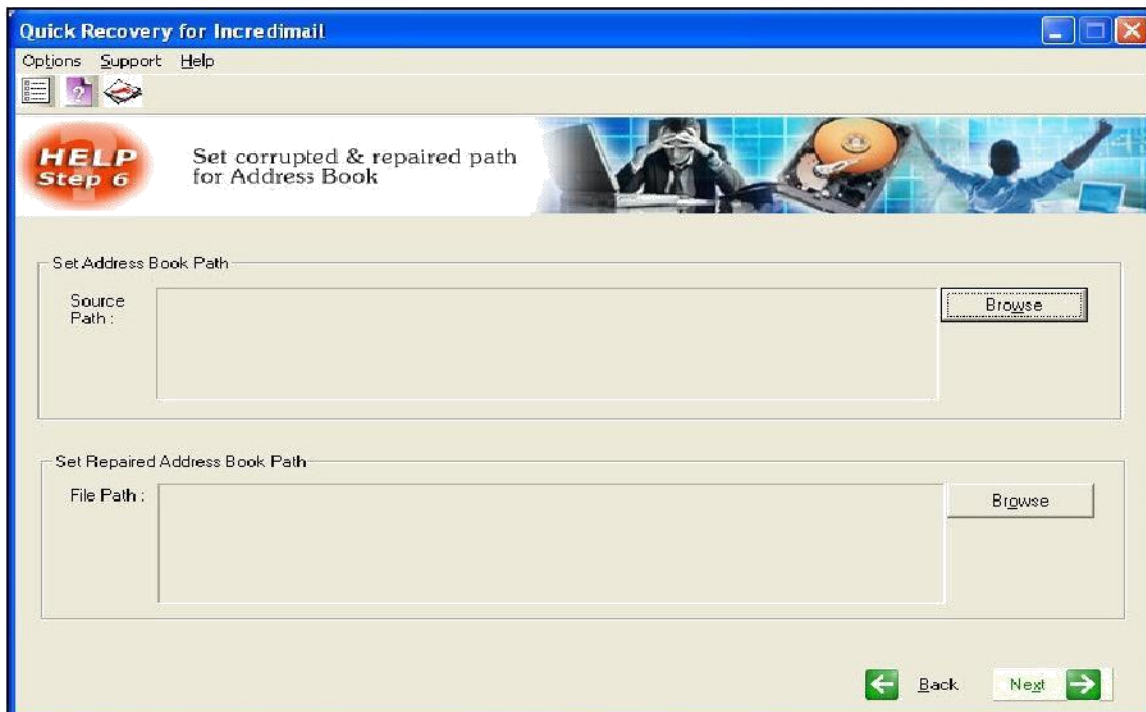 Quick Recovery for Incredimail
Options Support Help
HELP
Step 6
Set corrupted & repaired path
for Address Book
Set Address Book Path
Source
Path :
Browse
Set Repaired Address Book Path
File Path :
Browse
Back
Next